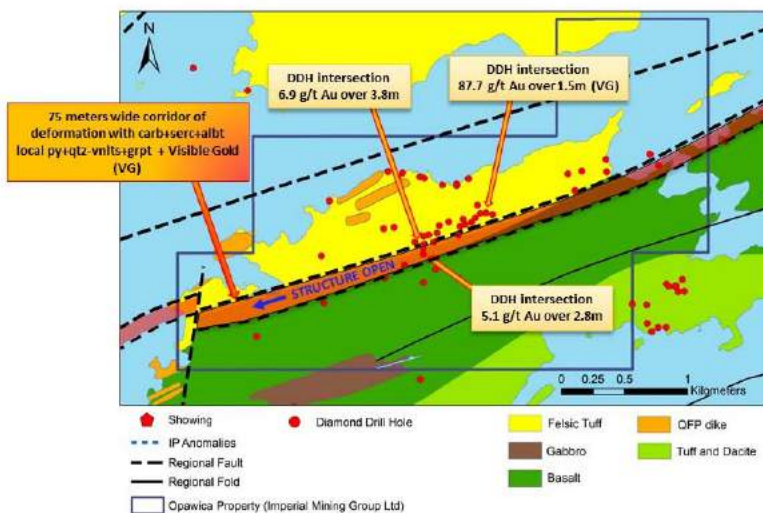 N
DDH intersection
6.9 g/t Au over 3.8m
DDH intersection
87.7 g/t Au over 1.5m (VG)
75 meters wide corridor of
deformation with carb+serc+albt
local py+qtz-vnlts+grpt + Visible Gold
(VG)
STRUCTURE OPEN
DDH intersection
5.1 g/t Au over 2.8m
0 0.25 0.5 1
Kilometers
Showing
Diamond Drill Hole
IP Anomalies
Regional Fault
Regional Fold
Opawica Property (Imperial Mining Group Ltd)
Felsic Tuff
QFP dike
Gabbro
Tuff and Dacite
Basalt